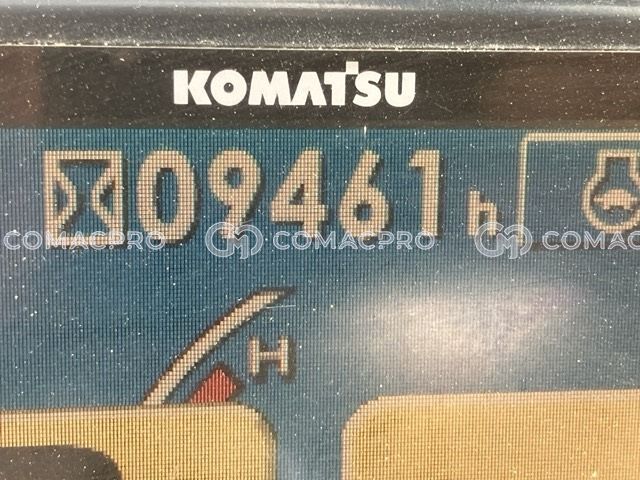 KOMATSU
09461 h
COMACPRO COMACPRO COMACPRO
H